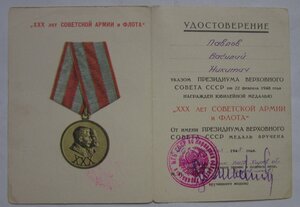 „XXX лет СОВЕТСКОЙ АРМИИ и ФЛОТА"
XXX
УДОСТОВЕРЕНИЕ
Павлов
Василий
Никитич
УКАЗОМ ПРЕЗИДИУМА ВЕРХОВНОГО
СОВЕТА СССР от 22 февраля 1948 года
НАГРАЖДЕН ЮБИЛЕЙНОЙ МЕДАЛЬЮ
„XXX лет СОВЕТСКОЙ АРМИИ
и ФЛОТА"
От имени ПРЕЗИДИУМА ВЕРХОВНОГО
СОВЕТА СССР МЕДАЛЬ ВРУЧЕНА